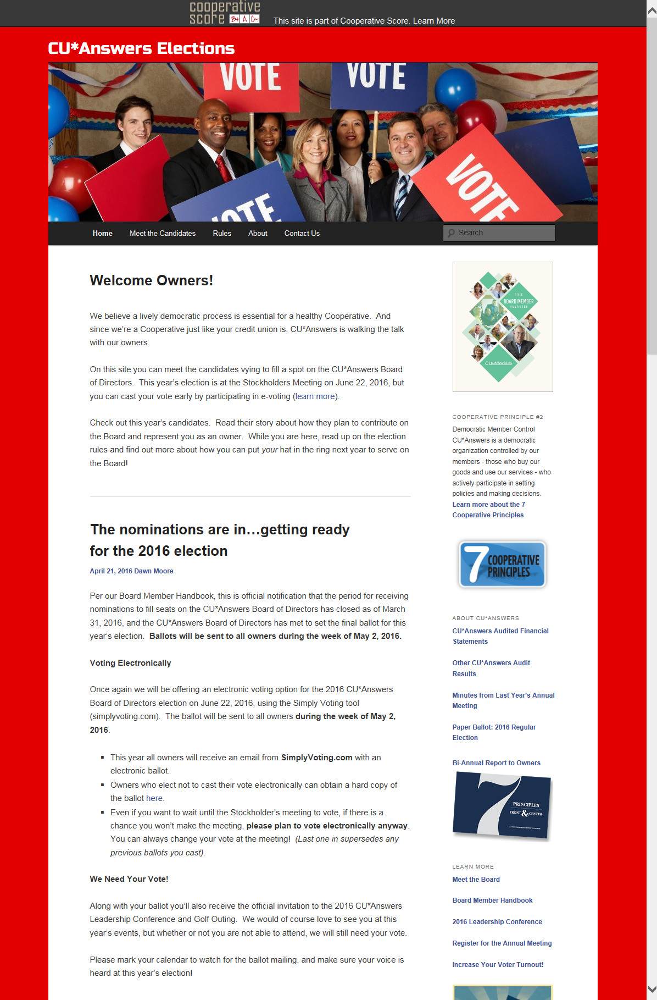 cooperative
score B+ A C-
This site is part of Cooperative Score. Learn More
CU*Answers Elections
VOTE
VOTE
VOTE
VOTE
Home Meet the Candidates Rules About Contact Us
Search
Welcome Owners!
We believe a lively democratic process is essential for a healthy Cooperative.  And
since we’re a Cooperative just like your credit union is, CU*Answers is walking the talk
with our owners.
On this site you can meet the candidates vying to fill a spot on the CU*Answers Board
of Directors.  This year’s election is at the Stockholders Meeting on June 22, 2016, but
you can cast your vote early by participating in e-voting (learn more).
Check out this year’s candidates.  Read their story about how they plan to contribute on
the Board and represent you as an owner.  While you are here, read up on the election
rules and find out more about how you can put your hat in the ring next year to serve on
the Board!
The nominations are in…getting ready
for the 2016 election
April 21, 2016 Dawn Moore
Per our Board Member Handbook, this is official notification that the period for receiving
nominations to fill seats on the CU*Answers Board of Directors has closed as of March
31, 2016, and the CU*Answers Board of Directors has met to set the final ballot for this
year’s election.  Ballots will be sent to all owners during the week of May 2, 2016.
Voting Electronically
Once again we will be offering an electronic voting option for the 2016 CU*Answers
Board of Directors election on June 22, 2016, using the Simply Voting tool
(simplyvoting.com).  The ballot will be sent to all owners during the week of May 2,
2016.
This year all owners will receive an email from SimplyVoting.com with an
electronic ballot.
Owners who elect not to cast their vote electronically can obtain a hard copy of
the ballot here.
Even if you want to wait until the Stockholder’s meeting to vote, if there is a
chance you won’t make the meeting, please plan to vote electronically anyway.
You can always change your vote at the meeting!  (Last one in supersedes any
previous ballots you cast).
We Need Your Vote!
Along with your ballot you’ll also receive the official invitation to the 2016 CU*Answers
Leadership Conference and Golf Outing.  We would of course love to see you at this
year’s events, but whether or not you are not able to attend, we will still need your vote.
Please mark your calendar to watch for the ballot mailing, and make sure your voice is
heard at this year’s election!
2016
BOARD MEMBER
HANDBOOK
CU*ANSWERS
COOPERATIVE PRINCIPLE #2
Democratic Member Control
CU*Answers is a democratic
organization controlled by our
members - those who buy our
goods and use our services - who
actively participate in setting
policies and making decisions.
Learn more about the 7
Cooperative Principles
7 COOPERATIVE
PRINCIPLES
ABOUT CU*ANSWERS
CU*Answers Audited Financial
Statements
Other CU*Answers Audit
Results
Minutes from Last Year's Annual
Meeting
Paper Ballot: 2016 Regular
Election
Bi-Annual Report to Owners
7
PRINCIPLES
FRONT & CENTER
LEARN MORE
Meet the Board
Board Member Handbook
2016 Leadership Conference
Register for the Annual Meeting
Increase Your Voter Turnout!